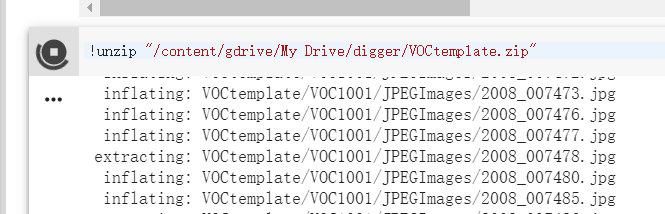 !unzip "/content/gdrive/My Drive/digger/VOCtemplate.zip"
inflating: VOCtemplate/VOC1001/JPEGImages/2008_007473.jpg
inflating: VOCtemplate/VOC1001/JPEGImages/2008_007476.jpg
inflating: VOCtemplate/VOC1001/JPEGImages/2008_007477.jpg
extracting: VOCtemplate/VOC1001/JPEGImages/2008_007478.jpg
inflating: VOCtemplate/VOC1001/JPEGImages/2008_007480.jpg
inflating: VOCtemplate/VOC1001/JPEGImages/2008_007485.jpg